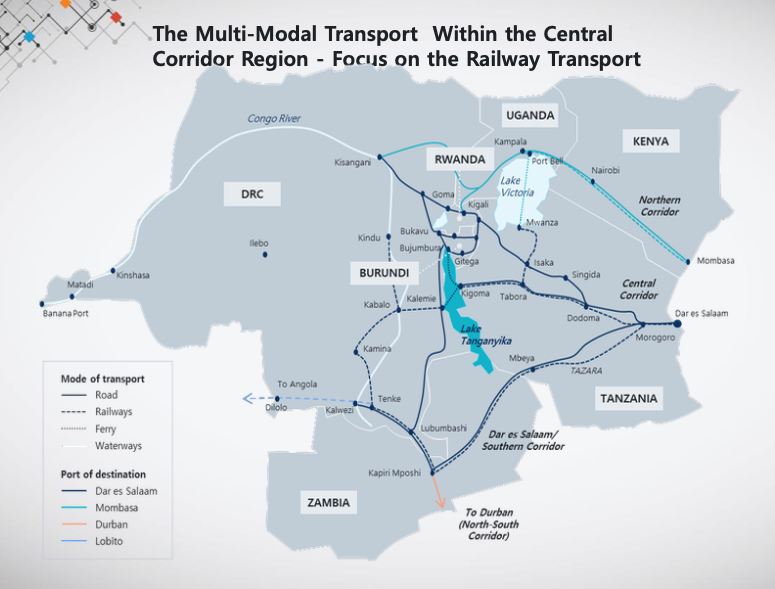 The Multi-Modal Transport Within the Central
Corridor Region - Focus on the Railway Transport
UGANDA
Congo River
KENYA
Kampala
Port Bell
Kisangani
RWANDA
Nairobi
Lake
Victoria
DRC
Goma
Kigali
Northern
Corridor
Mwanza
Bukavu
Kindu
Ilebo
Bujumbura
Gitega
Mombasa
Isaka
Kinshasa
BURUNDI
Singida
Matadi
Kigoma
Tabora
Central
Corridor
Kabalo
Kalemie
Banana Port
Dodoma
Dar es Salaam
Lake
Tanganyika
Morogoro
Kamina
Mbeya
TAZARA
Mode of transport
Road
Railways
Ferry
Waterways
To Angola
Dilolo
Kalwezi
Tenke
TANZANIA
Lubumbashi
Dar es Salaam/
Southern Corridor
Port of destination
Dar es Salaam
Mombasa
Durban
Lobito
Kapiri Mposhi
ZAMBIA
To Durban
(North-South
Corridor)